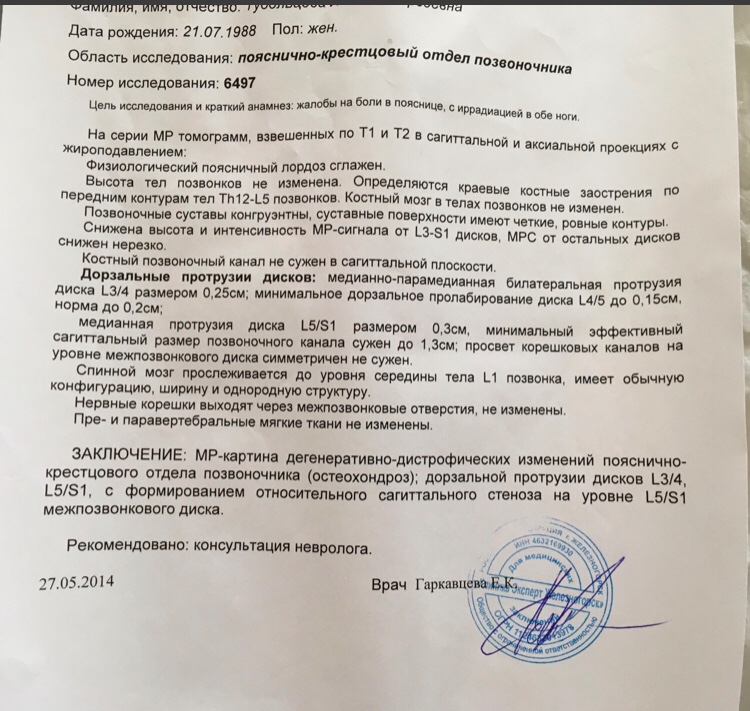 Фамилия, имя, отчество:
Дата рождения: 21.07.1988 Пол: жен.
Область исследования: пояснично-крестцовый отдел позвоночника
Номер исследования: 6497
Цель исследования и краткий анамнез: жалобы на боли в пояснице, с иррадиацией в обе ноги.
На серии МР томограмм, взвешенных по Т1 и Т2 в сагиттальной и аксиальной проекциях с
жироподавлением:
Физиологический поясничный лордоз сглажен.
Высота тел позвонков не изменена. Определяются краевые костные заострения по
передним контурам тел Th12-L5 позвонков. Костный мозг в телах позвонков не изменен.
Позвоночные суставы конгруэнтны, суставные поверхности имеют четкие, ровные контуры.
Снижена высота и интенсивность МР-сигнала от L3-S1 дисков, МРС от остальных дисков
снижен нерезко.
Костный позвоночный канал не сужен в сагиттальной плоскости.
Дорзальные протрузии дисков: медианно-парамедианная билатеральная протрузия
диска L3/4 размером 0,25см; минимальное дорзальное пролабирование диска L4/5 до 0,15см,
норма до 0,2см;
медианная протрузия диска L5/S1 размером 0,3см, минимальный эффективный
сагиттальный размер позвоночного канала сужен до 1,3см; просвет корешковых каналов на
уровне межпозвонкового диска симметричен не сужен.
Спинной мозг прослеживается до уровня середины тела L1 позвонка, имеет обычную
конфигурацию, ширину и однородную структуру.
Нервные корешки выходят через межпозвонковые отверстия, не изменены.
Пре- и паравертебральные мягкие ткани не изменены.
ЗАКЛЮЧЕНИЕ: МР-картина дегенеративно-дистрофических изменений пояснично-
крестцового отдела позвоночника (остеохондроз); дорзальной протрузии дисков L3/4,
L5/S1, с формированием относительного сагиттального стеноза на уровне L5/S1
межпозвонкового диска.
Рекомендовано: консультация невролога.
27.05.2014 Врач Гаркавцева Е.К.
г. Железногорск
ИНН 4632169930
Для медицинских
Эксперт Железногорск»
заключений
ОГРН
Общество с ограниченной ответственностью